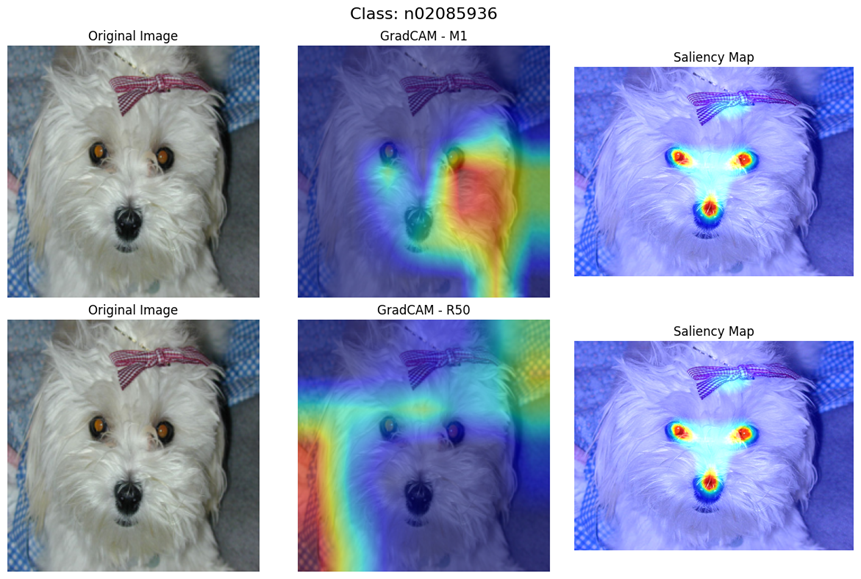 Class: n02085936
Original Image
GradCAM - M1
Saliency Map
Original Image
GradCAM - R50
Saliency Map